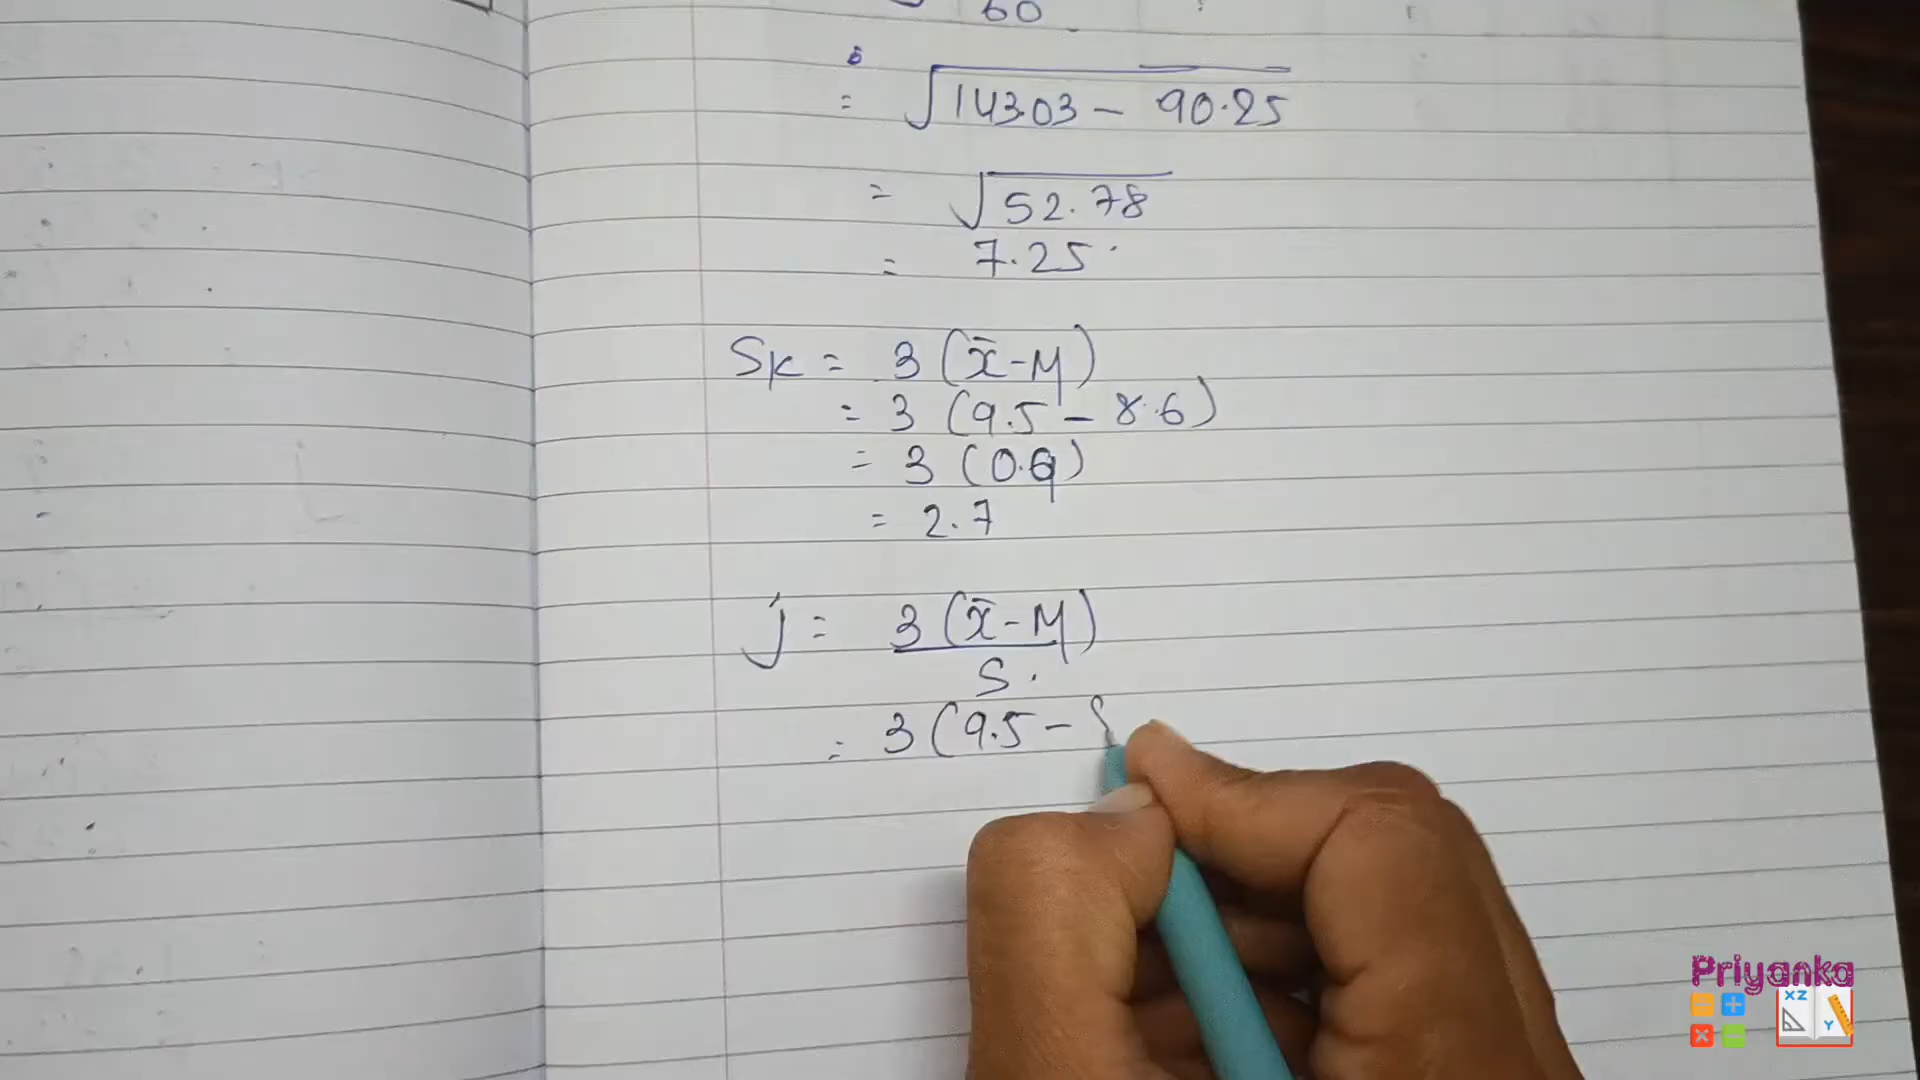 60
= √14303 - 90.25
= √52.78
= 7.25
Sk = 3 (x̄ - M)
= 3 (9.5 - 8.6)
= 3 (0.9)
= 2.7
j = 3 (x̄ - M)
S.
= 3 (9.5 -
Priyanka
XZ
Y